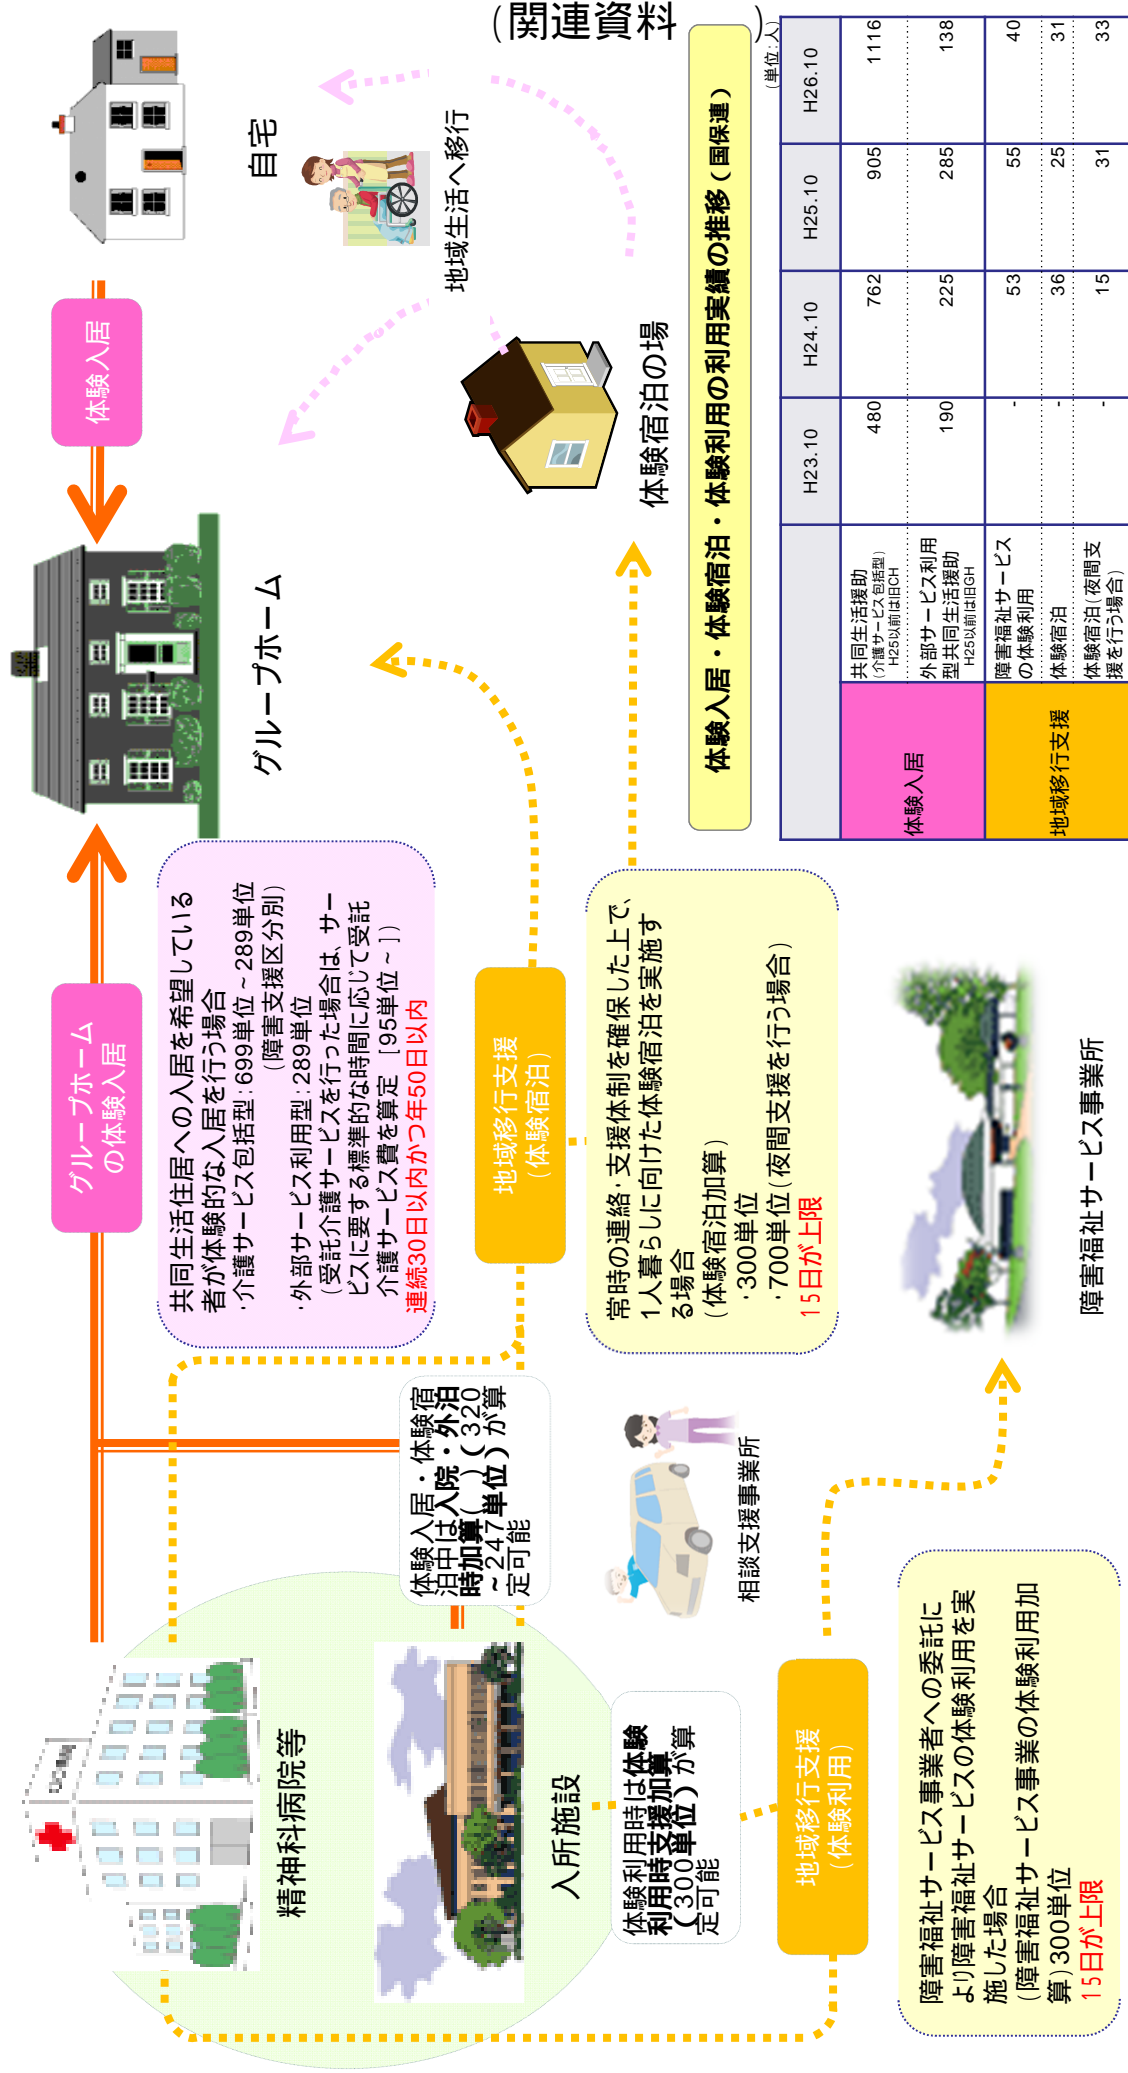 (関連資料　　)
グループホーム
の体験入居
体験入居
自宅
グループホーム
地域生活へ移行
共同生活住居への入居を希望している
者が体験的な入居を行う場合
・介護サービス包括型：699単位～289単位
(障害支援区分別)
・外部サービス利用型：289単位
(受託介護サービスを行った場合は、サー
ビスに要する標準的な時間に応じて受託
介護サービス費を算定 [95単位～])
連続30日以内かつ年50日以内
精神科病院等
入所施設
体験入居・体験宿
泊中は入院・外泊
時加算( )(320
～247単位)が算
定可能
地域移行支援
(体験宿泊)
常時の連絡・支援体制を確保した上で、
1人暮らしに向けた体験宿泊を実施す
る場合
(体験宿泊加算)
・300単位
・700単位(夜間支援を行う場合)
15日が上限
体験宿泊の場
体験利用時は体験
利用時支援加算
(300単位)が算
定可能
相談支援事業所
地域移行支援
(体験利用)
障害福祉サービス事業者への委託に
より障害福祉サービスの体験利用を実
施した場合
(障害福祉サービス事業の体験利用加
算)300単位
15日が上限
障害福祉サービス事業所
体験入居・体験宿泊・体験利用の利用実績の推移(国保連)
(単位:人)
H23.10 H24.10 H25.10 H26.10
体験入居
共同生活援助
(介護サービス包括型)
H25以前は旧CH
480 762 905 1116
外部サービス利用
型共同生活援助
H25以前は旧GH
190 225 285 138
地域移行支援
障害福祉サービス
の体験利用
- 53 55 40
体験宿泊
- 36 25 31
体験宿泊(夜間支
援を行う場合)
- 15 31 33